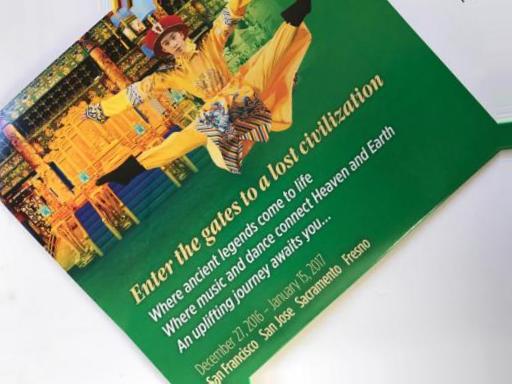 Enter the gates to a lost civilization
Where ancient legends come to life
Where music and dance connect Heaven and Earth
An uplifting journey awaits you...
December 27, 2016 – January 15, 2017
San Francisco San Jose Sacramento Fresno